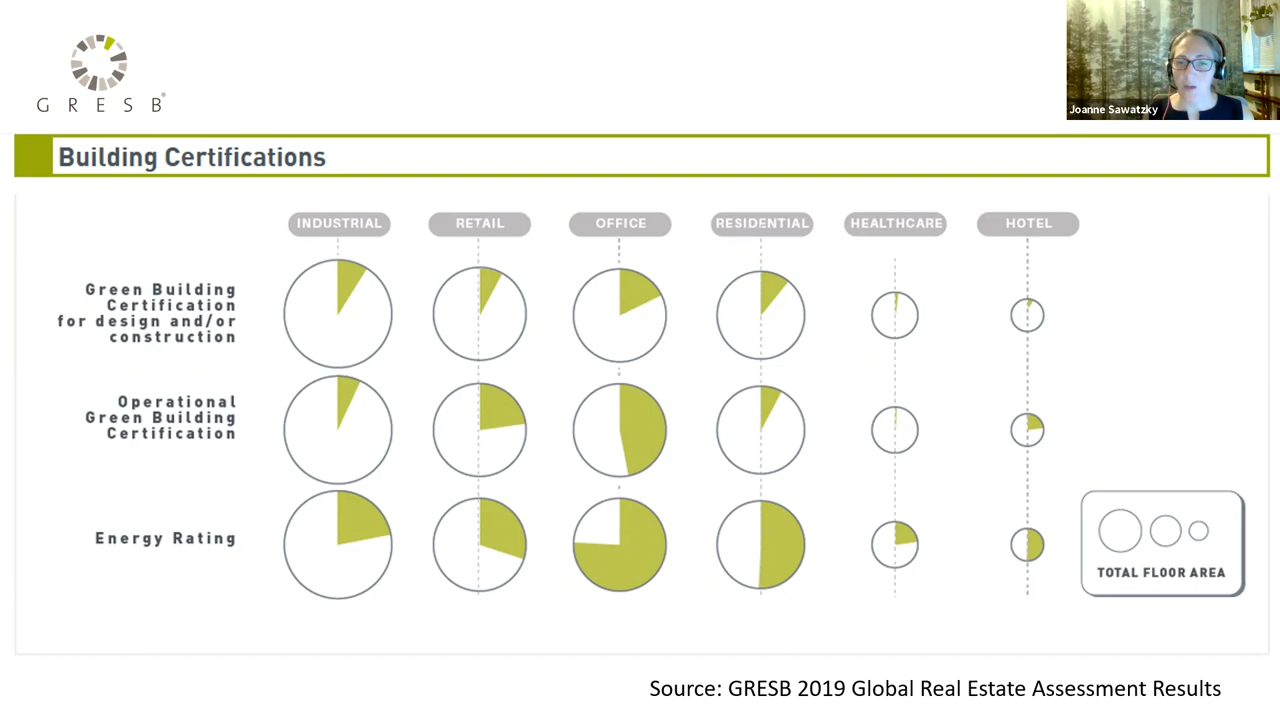 GRESB®
Joanne Sawatzky
Building Certifications
INDUSTRIAL
RETAIL
OFFICE
RESIDENTIAL
HEALTHCARE
HOTEL
Green Building
Certification
for design and/or
construction
Operational
Green Building
Certification
Energy Rating
TOTAL FLOOR AREA
Source: GRESB 2019 Global Real Estate Assessment Results